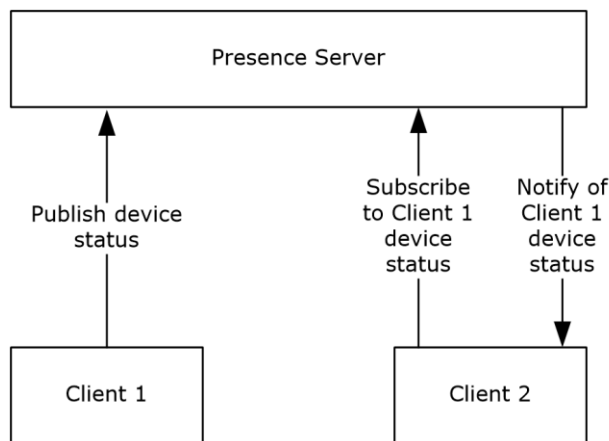 Presence Server
Publish device
status
Subscribe
to Client 1
device
status
Notify of
Client 1
device
status
Client 1
Client 2